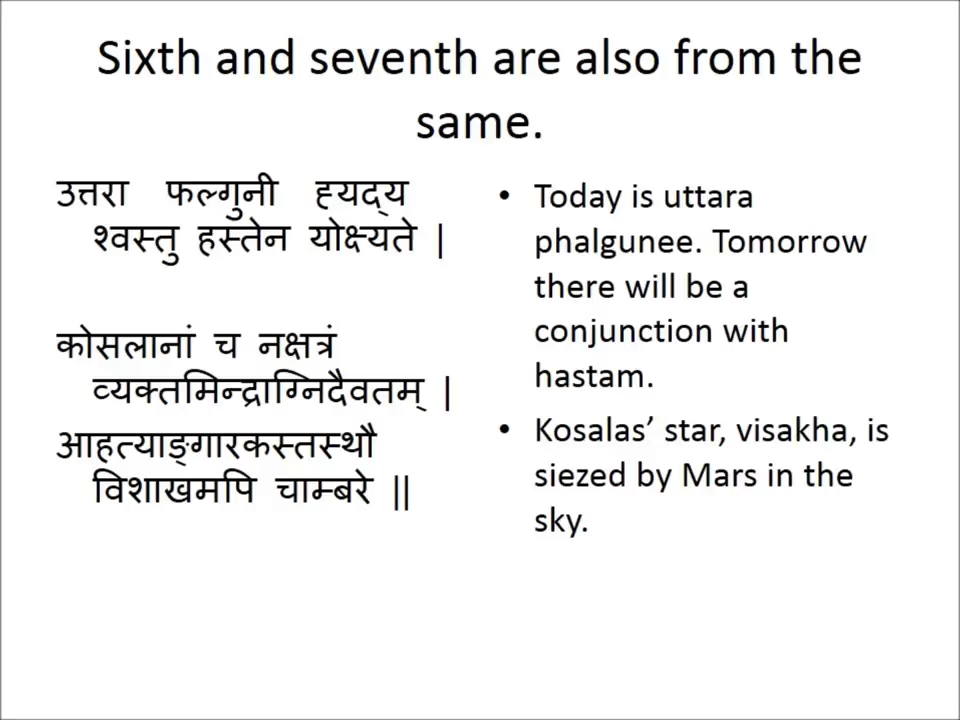 Sixth and seventh are also from the
same.
उत्तरा फल्गुनी ह्यद्य
श्वस्तु हस्तेन योक्ष्यते |
कोसलानां च नक्षत्रं
व्यक्तमिन्द्राग्निदैवतम् |
आहत्याङ्गारकस्तस्थौ
विशाखमपि चाम्बरे ||
• Today is uttara
phalgunee. Tomorrow
there will be a
conjunction with
hastam.
• Kosalas’ star, visakha, is
siezed by Mars in the
sky.